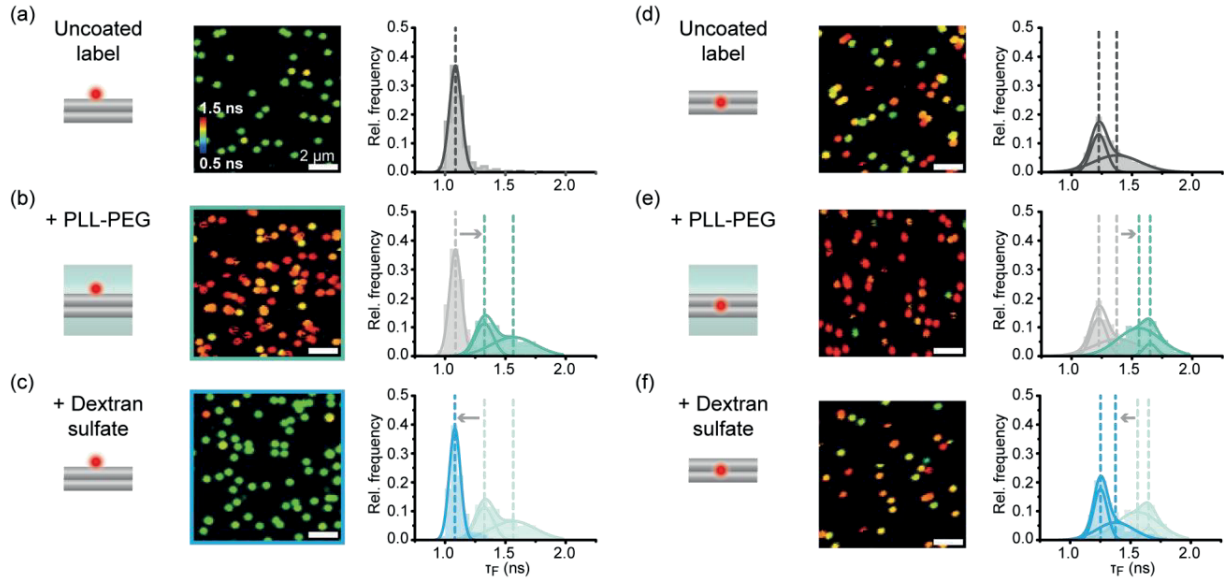 (a)
Uncoated
label
1.5 ns
0.5 ns
2 µm
Rel. frequency
0.5
0.4
0.3
0.2
0.1
0.0
1.0
1.5
2.0
(b)
+ PLL-PEG
Rel. frequency
0.5
0.4
0.3
0.2
0.1
0.0
1.0
1.5
2.0
(c)
+ Dextran
sulfate
Rel. frequency
0.5
0.4
0.3
0.2
0.1
0.0
1.0
1.5
2.0
τF (ns)
(d)
Uncoated
label
Rel. frequency
0.5
0.4
0.3
0.2
0.1
0.0
1.0
1.5
2.0
(e)
+ PLL-PEG
Rel. frequency
0.5
0.4
0.3
0.2
0.1
0.0
1.0
1.5
2.0
(f)
+ Dextran
sulfate
Rel. frequency
0.5
0.4
0.3
0.2
0.1
0.0
1.0
1.5
2.0
τF (ns)